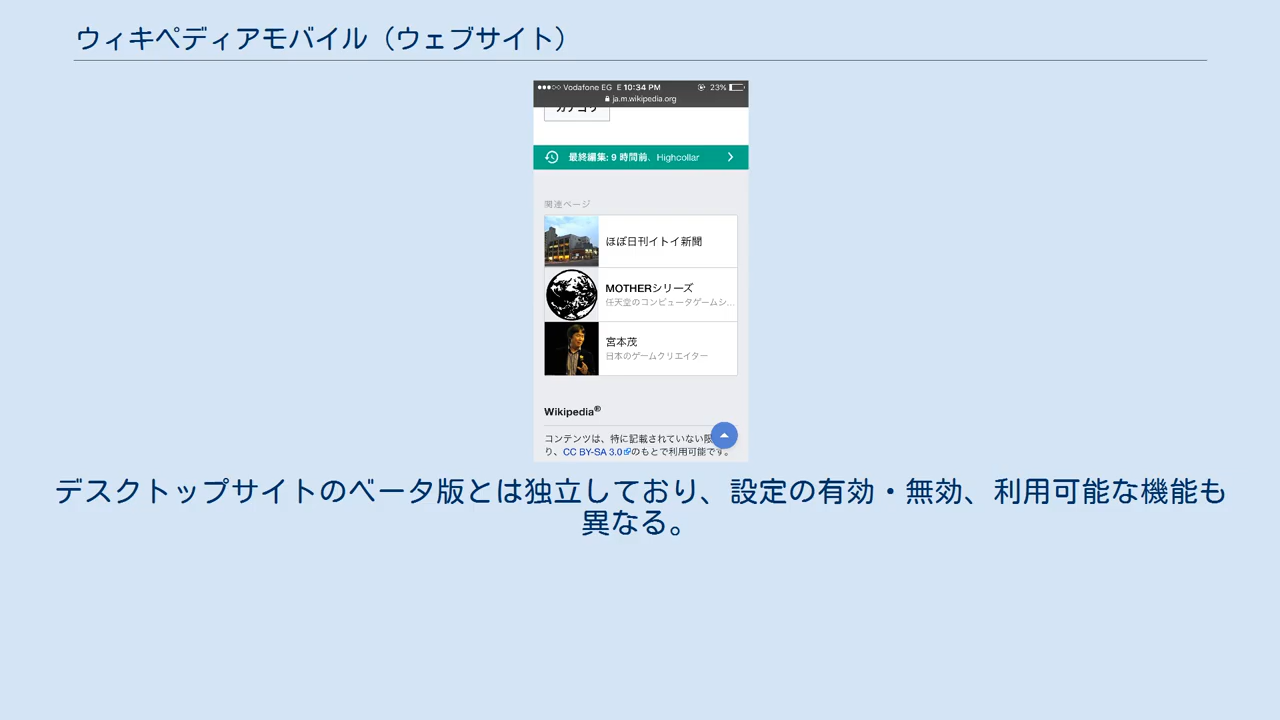 ウィキペディアモバイル（ウェブサイト）
Vodafone EG E 10:34 PM 23%
ja.m.wikipedia.org
カテゴリ
最終編集: 9 時間前、Highcollar
関連ページ
ほぼ日刊イトイ新聞
MOTHERシリーズ
任天堂のコンピュータゲームシ...
宮本茂
日本のゲームクリエイター
Wikipedia®
コンテンツは、特に記載されていない限
り、CC BY-SA 3.0のもとで利用可能です。
デスクトップサイトのベータ版とは独立しており、設定の有効・無効、利用可能な機能も
異なる。